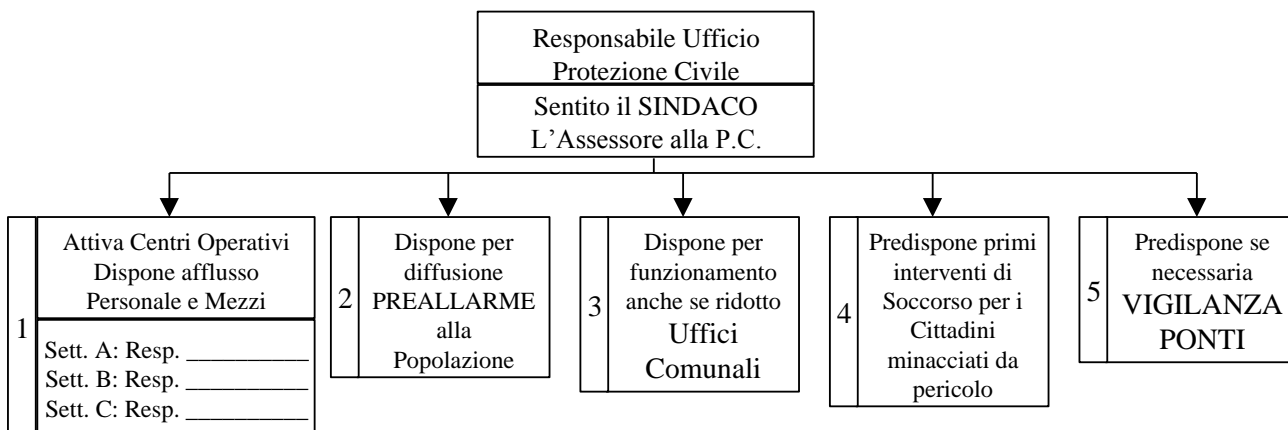 Responsabile Ufficio
Protezione Civile
Sentito il SINDACO
L’Assessore alla P.C.
1
Attiva Centri Operativi
Dispone afflusso
Personale e Mezzi
Sett. A: Resp. __________
Sett. B: Resp. __________
Sett. C: Resp. __________
2
Dispone per
diffusione
PREALLARME
alla
Popolazione
3
Dispone per
funzionamento
anche se ridotto
Uffici
Comunali
4
Predispone primi
interventi di
Soccorso per i
Cittadini
minacciati da
pericolo
5
Predispone se
necessaria
VIGILANZA
PONTI